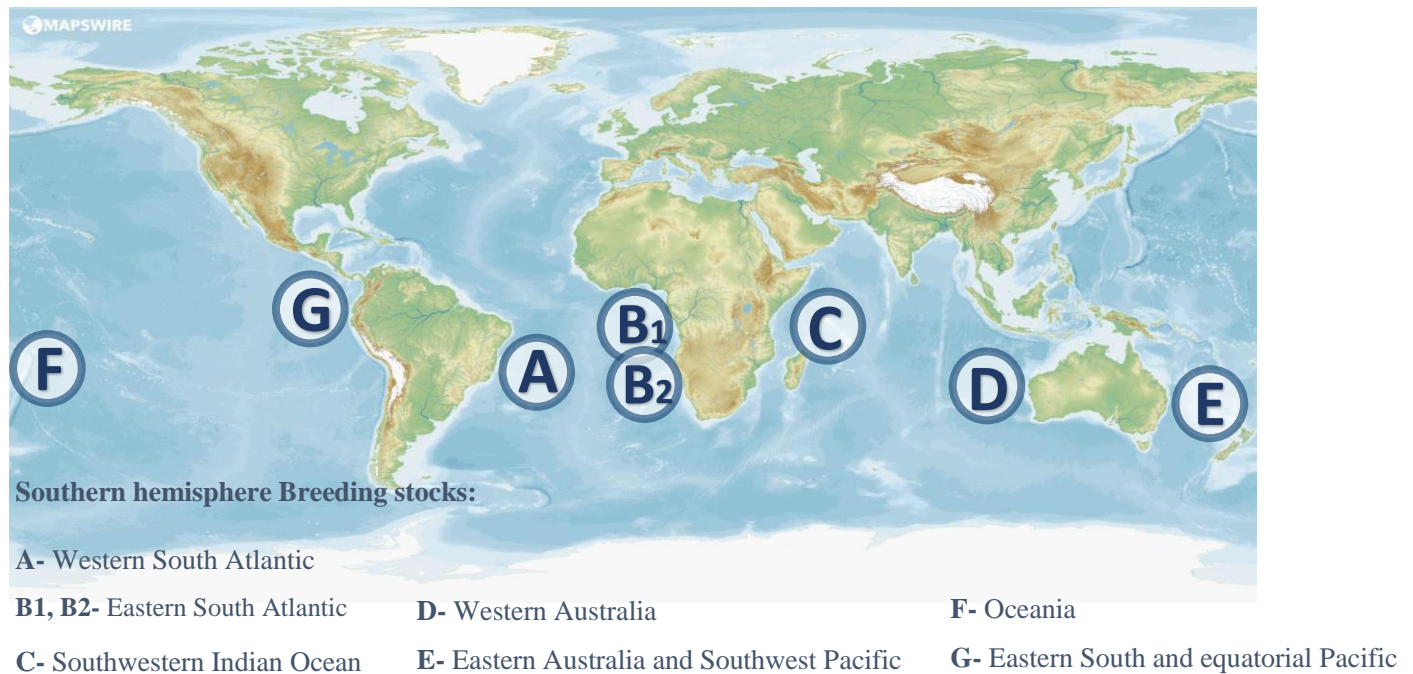 MAPSWIRE
G
B1
C
F
A
B2
D
E
Southern hemisphere Breeding stocks:
A- Western South Atlantic
B1, B2- Eastern South Atlantic
D- Western Australia
F- Oceania
C- Southwestern Indian Ocean
E- Eastern Australia and Southwest Pacific
G- Eastern South and equatorial Pacific